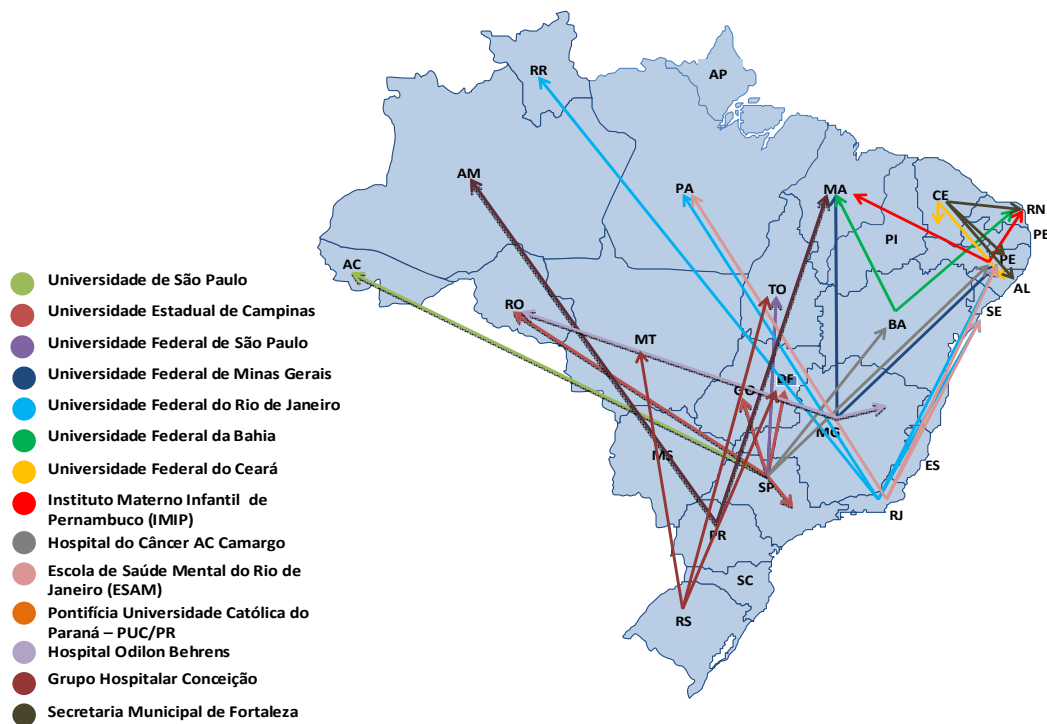 RR
AP
AM
PA
MA
CE
RN
PB
PI
PE
AC
TO
AL
RO
BA
SE
MT
DF
GO
MG
MS
ES
SP
RJ
PR
SC
RS
Universidade de São Paulo
Universidade Estadual de Campinas
Universidade Federal de São Paulo
Universidade Federal de Minas Gerais
Universidade Federal do Rio de Janeiro
Universidade Federal da Bahia
Universidade Federal do Ceará
Instituto Materno Infantil de
Pernambuco (IMIP)
Hospital do Câncer AC Camargo
Escola de Saúde Mental do Rio de
Janeiro (ESAM)
Pontifícia Universidade Católica do
Paraná – PUC/PR
Hospital Odilon Behrens
Grupo Hospitalar Conceição
Secretaria Municipal de Fortaleza